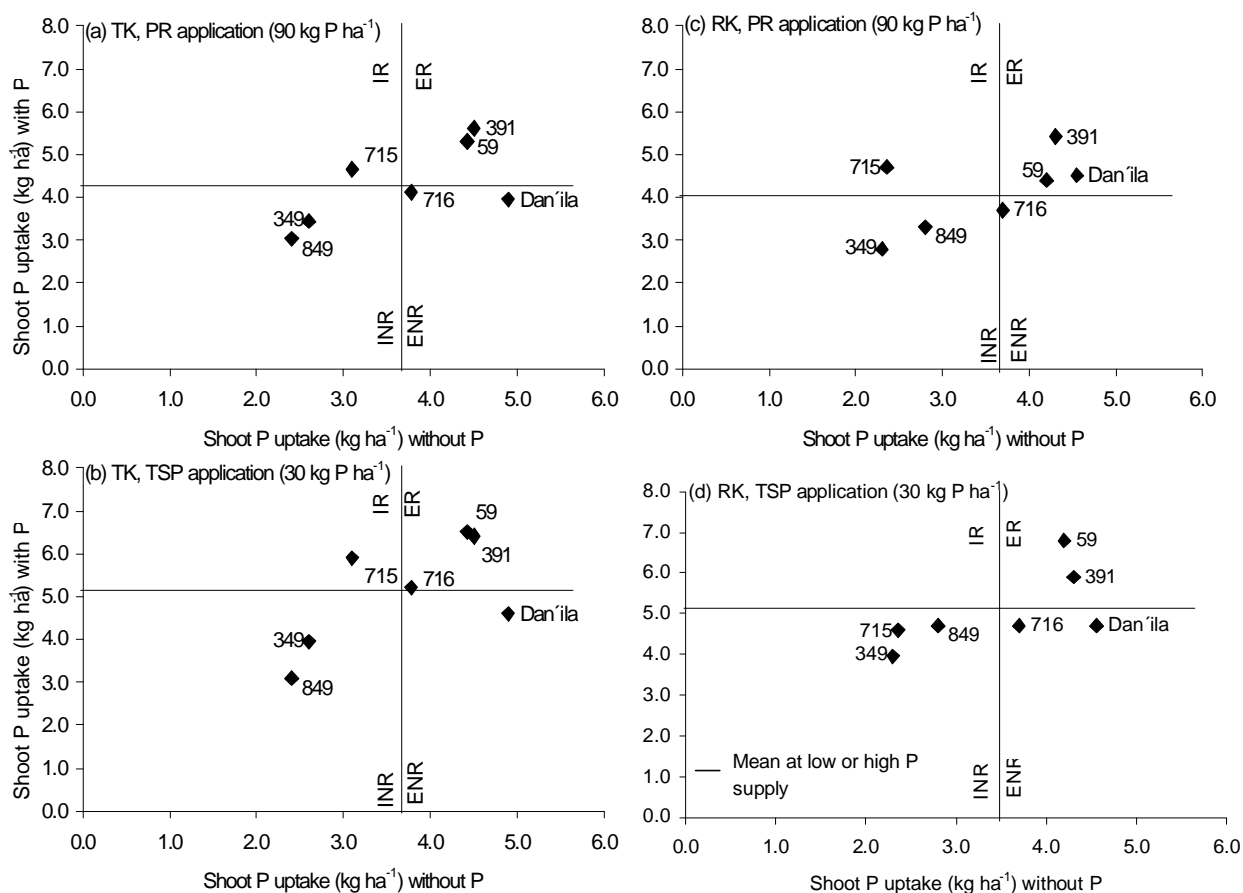 (a) TK, PR application (90 kg P ha⁻¹)
Shoot P uptake (kg ha⁻¹) with P
8.0
7.0
6.0
5.0
4.0
3.0
2.0
1.0
0.0
IR
ER
391
59
715
716
Dan´ila
349
849
INR
ENR
0.0 1.0 2.0 3.0 4.0 5.0 6.0
Shoot P uptake (kg ha⁻¹) without P
(c) RK, PR application (90 kg P ha⁻¹)
8.0
7.0
6.0
5.0
4.0
3.0
2.0
1.0
0.0
IR
ER
391
715
59
Dan´ila
716
849
349
INR
ENR
0.0 1.0 2.0 3.0 4.0 5.0 6.0
Shoot P uptake (kg ha⁻¹) without P
(b) TK, TSP application (30 kg P ha⁻¹)
Shoot P uptake (kg ha⁻¹) with P
8.0
7.0
6.0
5.0
4.0
3.0
2.0
1.0
0.0
IR
ER
59
391
715
716
Dan´ila
349
849
INR
ENR
0.0 1.0 2.0 3.0 4.0 5.0 6.0
Shoot P uptake (kg ha⁻¹) without P
(d) RK, TSP application (30 kg P ha⁻¹)
8.0
7.0
6.0
5.0
4.0
3.0
2.0
1.0
0.0
IR
ER
59
391
715
849
716
Dan´ila
349
Mean at low or high P
supply
INR
ENR
0.0 1.0 2.0 3.0 4.0 5.0 6.0
Shoot P uptake (kg ha⁻¹) without P